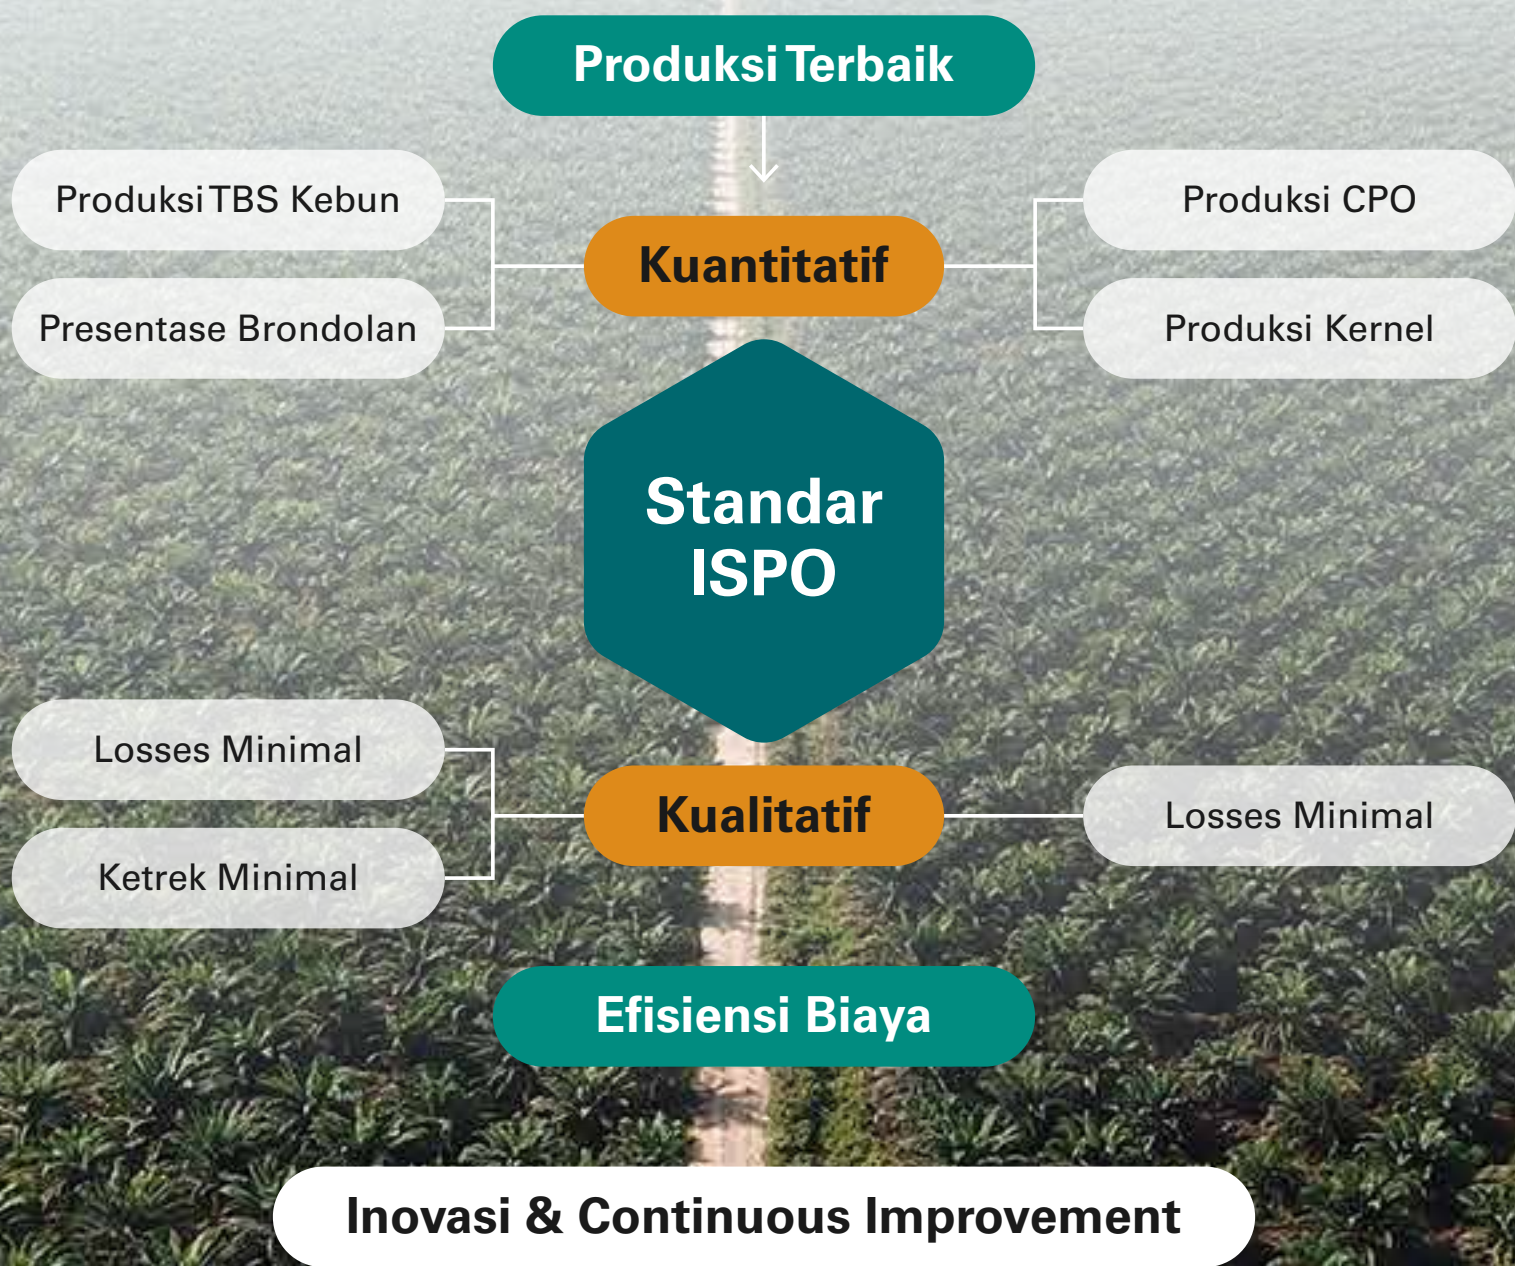 Produksi Terbaik
Produksi TBS Kebun
Presentase Brondolan
Kuantitatif
Produksi CPO
Produksi Kernel
Standar
ISPO
Losses Minimal
Ketrek Minimal
Kualitatif
Losses Minimal
Efisiensi Biaya
Inovasi & Continuous Improvement